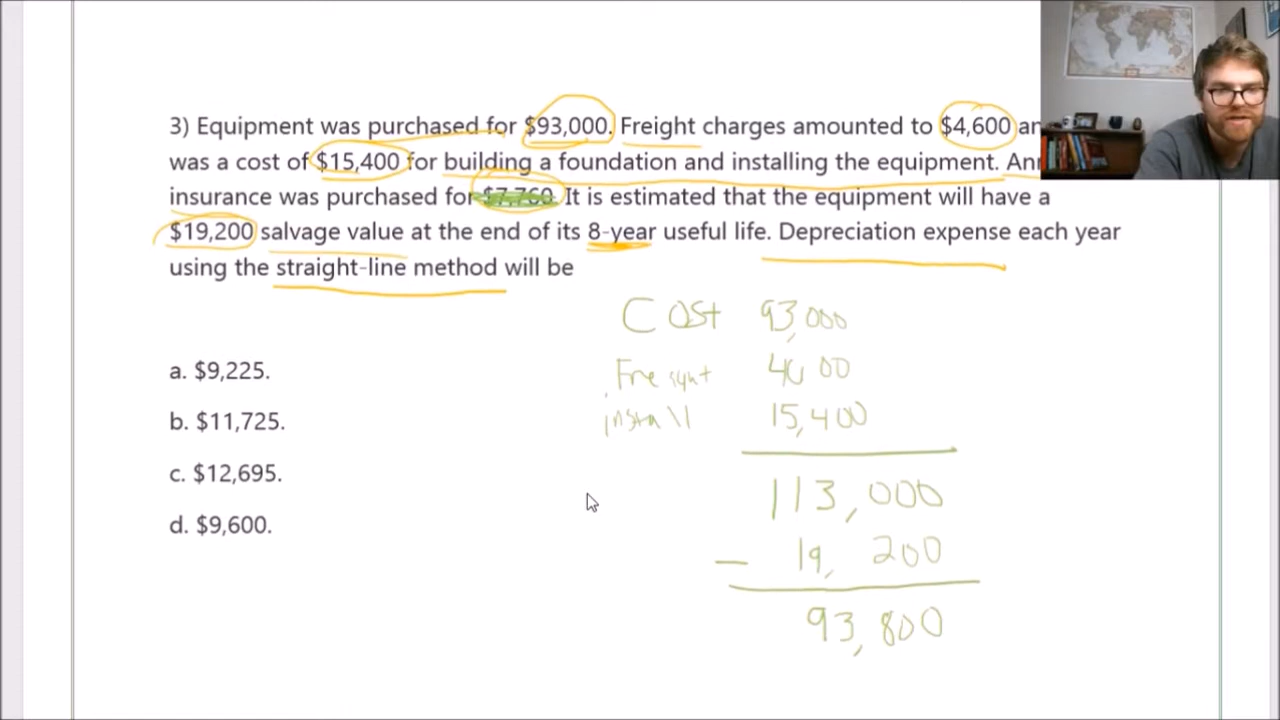 3) Equipment was purchased for $93,000. Freight charges amounted to $4,600 an
was a cost of $15,400 for building a foundation and installing the equipment. Ann
insurance was purchased for $7,760. It is estimated that the equipment will have a
$19,200 salvage value at the end of its 8-year useful life. Depreciation expense each year
using the straight-line method will be
a. $9,225.
b. $11,725.
c. $12,695.
d. $9,600.
Cost 93,000
Freight 4600
install 15,400
113,000
- 19,200
93,800